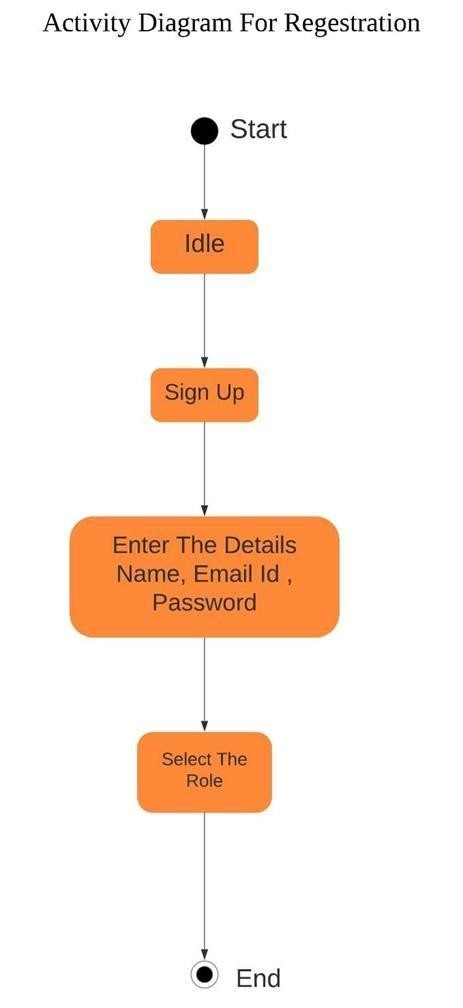 Activity Diagram For Regestration
Start
Idle
Sign Up
Enter The Details
Name, Email Id ,
Password
Select The
Role
End